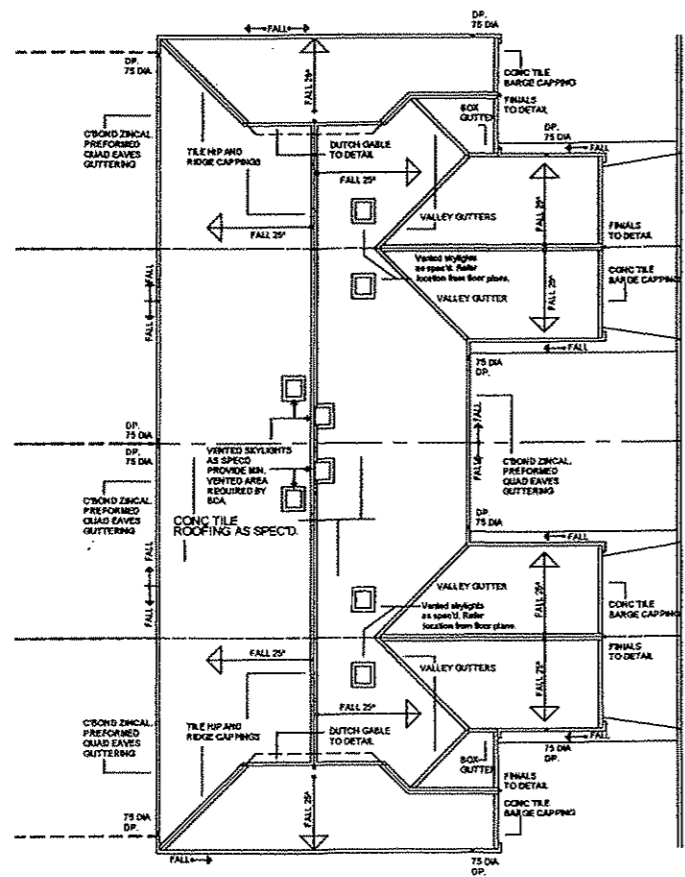 DP.
75 DIA
FALL
DP.
75 DIA
CONC TILE
BARGE CAPPING
FALL 25°
BOX
GUTTER
FINIALS
TO DETAIL
C'BOND ZINCAL.
PREFORMED
QUAD EAVES
GUTTERING
TILE HIP AND
RIDGE CAPPINGS
DUTCH GABLE
TO DETAIL
DP.
75 DIA
FALL
FALL 25°
FALL 25°
VALLEY GUTTERS
FALL 25°
FINIALS
TO DETAIL
Vented skylights
as spec'd. Refer
location from floor plans.
VALLEY GUTTER
FALL 25°
CONC TILE
BARGE CAPPING
FALL
FALL
FALL
75 DIA
DP.
DP.
75 DIA
DP.
75 DIA
VENTED SKYLIGHTS
AS SPECD
PROVIDE MIN.
VENTED AREA
REQUIRED BY
BCA
FALL
FALL
C'BOND ZINCAL.
PREFORMED
QUAD EAVES
GUTTERING
C'BOND ZINCAL.
PREFORMED
QUAD EAVES
GUTTERING
CONC TILE
ROOFING AS SPEC'D.
DP.
75 DIA
FALL
FALL
FALL
VALLEY GUTTER
FALL 25°
CONC TILE
BARGE CAPPING
Vented skylights
as spec'd. Refer
location from floor plans.
FINIALS
TO DETAIL
FALL 25°
VALLEY GUTTERS
FALL 25°
FALL 25°
C'BOND ZINCAL.
PREFORMED
QUAD EAVES
GUTTERING
TILE HIP AND
RIDGE CAPPINGS
DUTCH GABLE
TO DETAIL
FALL
75 DIA
DP.
BOX
GUTTER
FINIALS
TO DETAIL
FALL 25°
CONC TILE
BARGE CAPPING
75 DIA
DP.
FALL
75 DIA
DP.